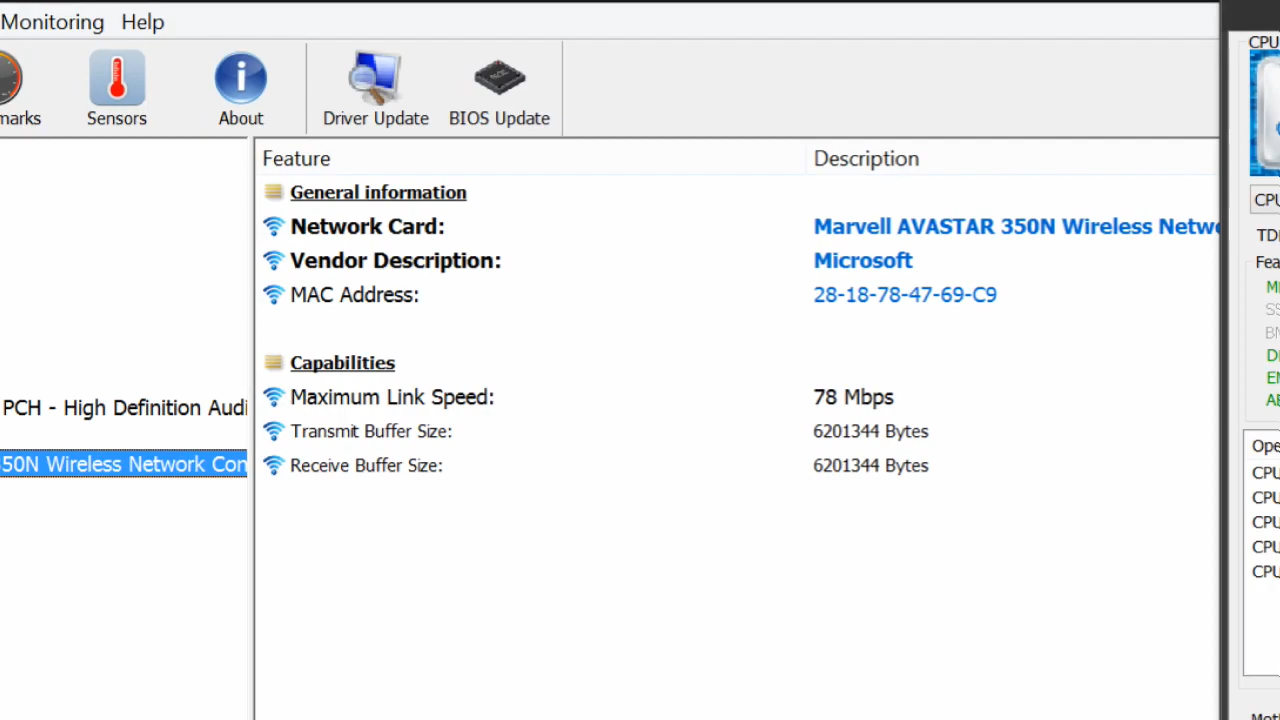 Monitoring Help
marks Sensors About Driver Update BIOS Update
Feature Description
General information
Network Card: Marvell AVASTAR 350N Wireless Netwo
Vendor Description: Microsoft
MAC Address: 28-18-78-47-69-C9
Capabilities
Maximum Link Speed: 78 Mbps
Transmit Buffer Size: 6201344 Bytes
Receive Buffer Size: 6201344 Bytes
PCH - High Definition Audi
350N Wireless Network Con
CPU
CPU
TD
Fea
Ope
CPU
CPU
CPU
CPU
CPU